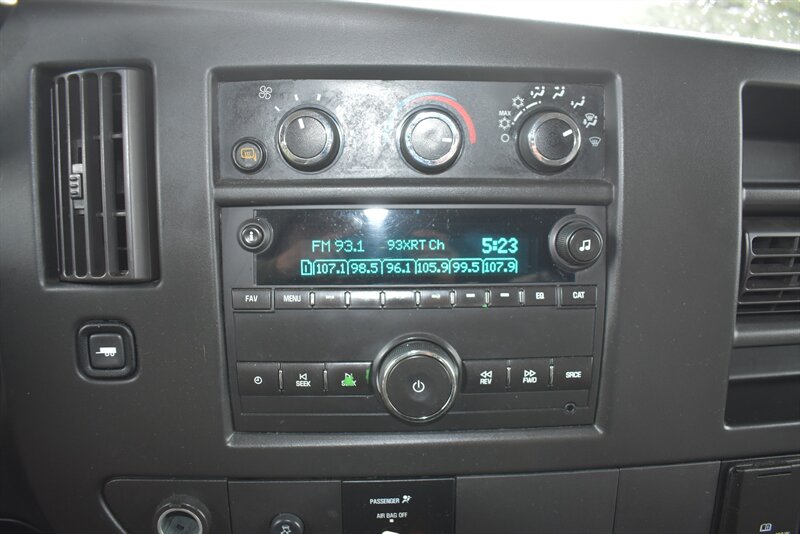 MAX
FM 93.1 93XRT Ch 5:23
1 107.1 98.5 96.1 105.9 99.5 107.9
FAV MENU EQ CAT
SEEK SEEK REV FWD SRCE
PASSENGER
AIR BAG OFF